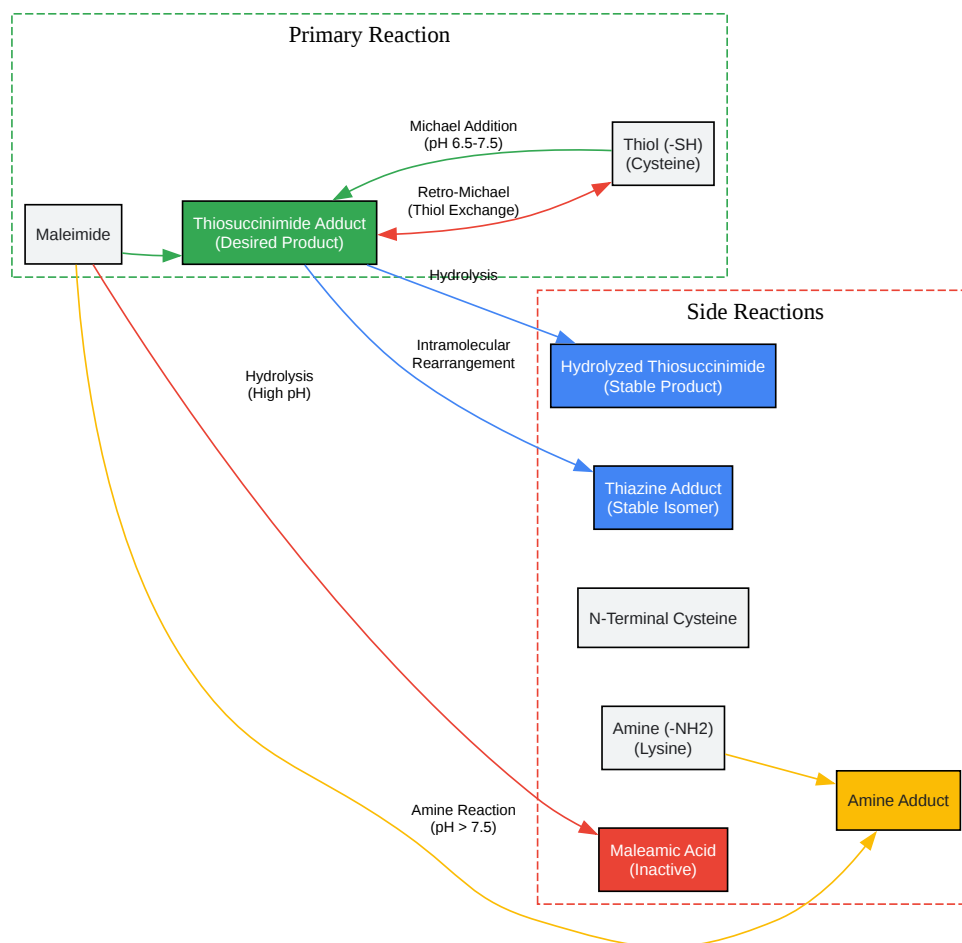 Primary Reaction
Michael Addition
(pH 6.5-7.5)
Thiol (-SH)
(Cysteine)
Retro-Michael
(Thiol Exchange)
Maleimide
Thiosuccinimide Adduct
(Desired Product)
Hydrolysis
Side Reactions
Intramolecular
Rearrangement
Hydrolyzed Thiosuccinimide
(Stable Product)
Hydrolysis
(High pH)
Thiazine Adduct
(Stable Isomer)
N-Terminal Cysteine
Amine (-NH2)
(Lysine)
Amine Adduct
Amine Reaction
(pH > 7.5)
Maleamic Acid
(Inactive)